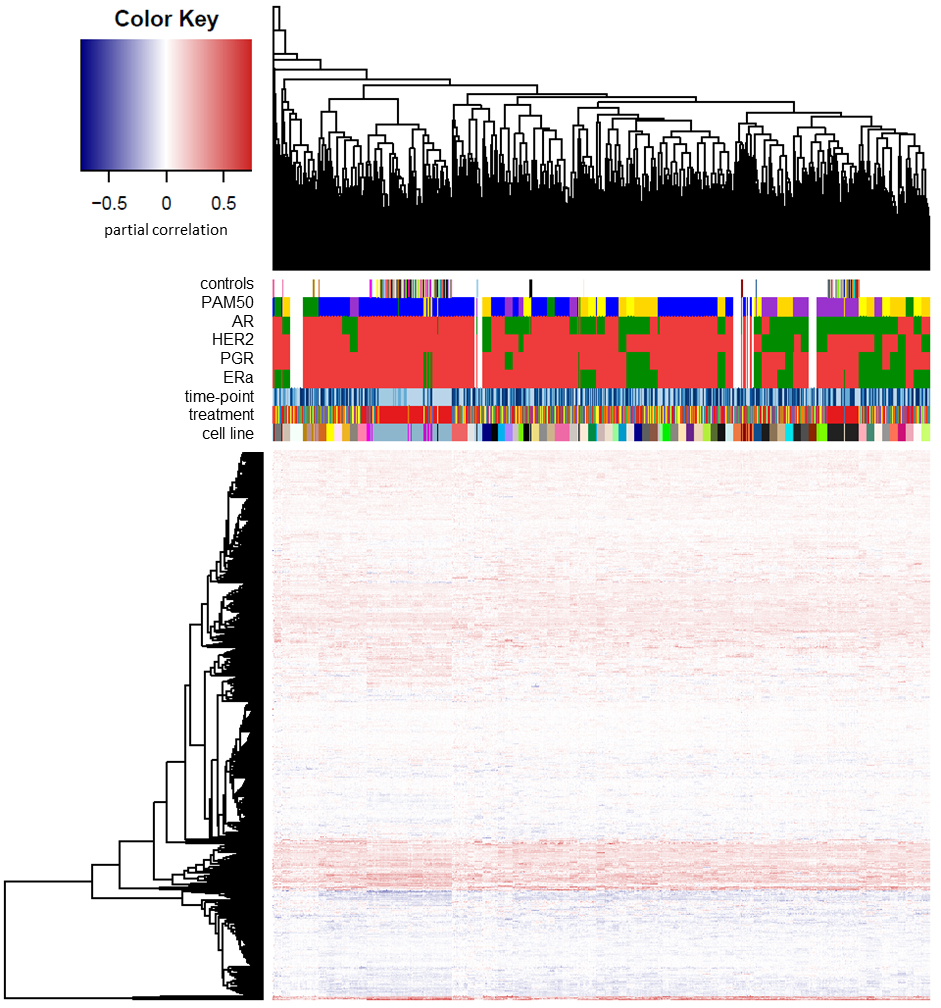 Color Key
−0.5 0 0.5
partial correlation
controls
PAM50
AR
HER2
PGR
ERa
time-point
treatment
cell line